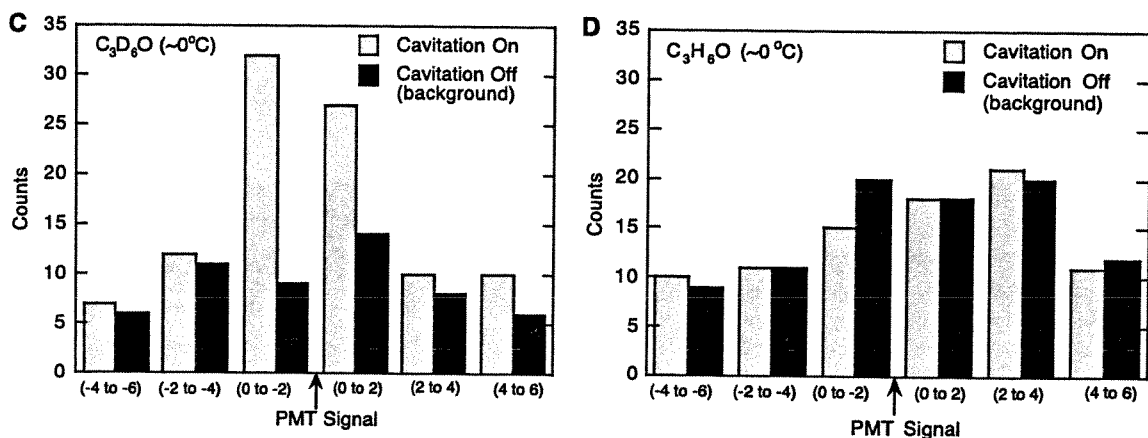 C
C₃D₆O (~0°C)
Cavitation On
Cavitation Off
(background)
Counts
35
30
25
20
15
10
5
0
(-4 to -6) (-2 to -4) (0 to -2) (0 to 2) (2 to 4) (4 to 6)
PMT Signal
D
C₃H₆O (~0 °C)
Cavitation On
Cavitation Off
(background)
Counts
35
30
25
20
15
10
5
0
(-4 to -6) (-2 to -4) (0 to -2) (0 to 2) (2 to 4) (4 to 6)
PMT Signal